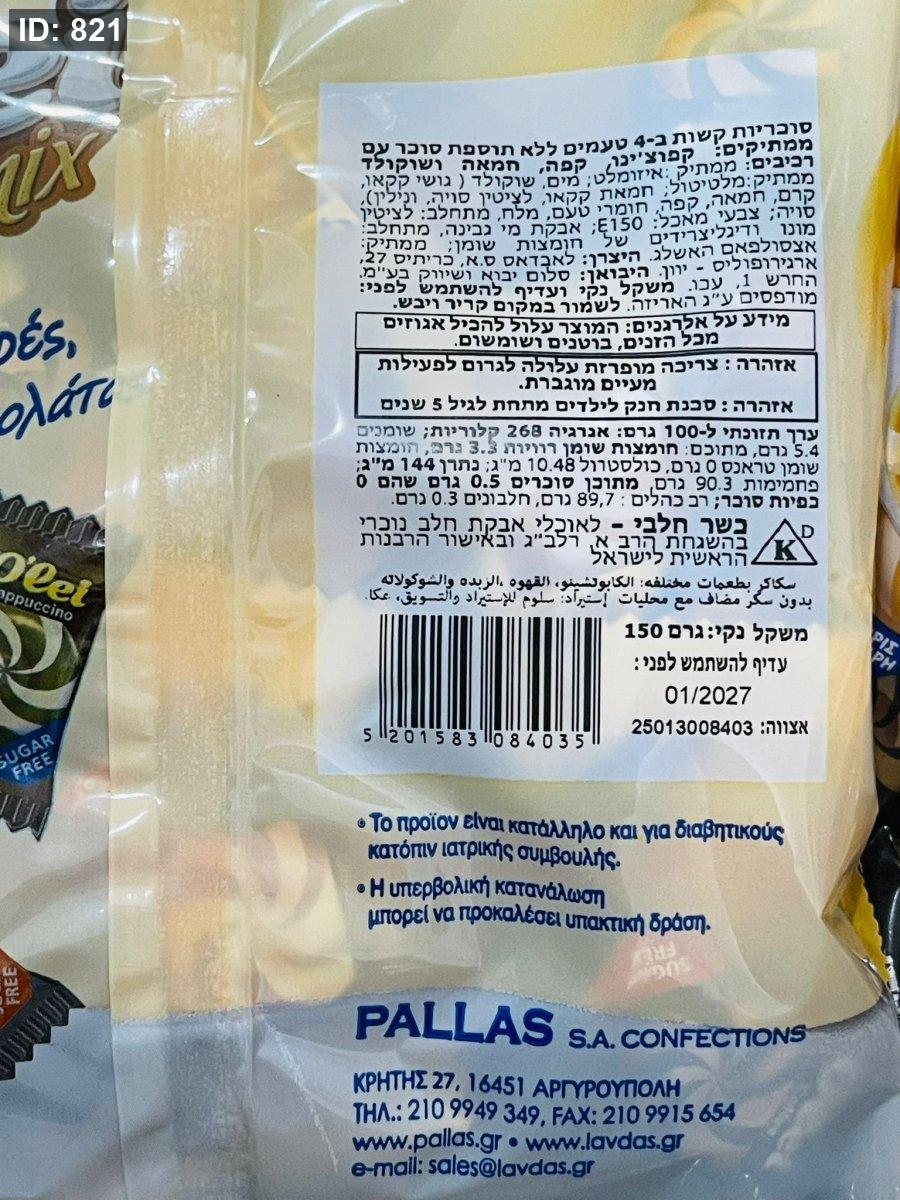 ID: 821
Mix
ρές,
ολάτα
O'lei
appuccino
SUGAR
FREE
FREE
סוכריות קשות ב-4 טעמים ללא תוספת סוכר עם
ממתיקים: קפוצ'ינו, קפה, חמאה ושוקולד
רכיבים: ממתיק :איזומלט; מים, שוקולד ( גושי קקאו,
ממתיק:מלטיטול; חמאת קקאו, לציטין סויה, ונילין),
קרם, חמאה, קפה, חומרי טעם, מלח, מתחלב: לציטין
סויה; צבעי מאכל: E150; אבקת מי גבינה, מתחלב:
מונו ודיגליצרידים של חומצות שומן; ממתיק:
אצסולפאם האשלג. היצרן: לאבדאס ס.א, כריתיס 27,
ארגירופוליס - יוון. היבואן: סלום יבוא ושיווק בע"מ.
החרש 1, עכו. משקל נקי ועדיף להשתמש לפני:
מודפסים ע"ג האריזה. לשמור במקום קריר ויבש.
מידע על אלרגנים: המוצר עלול להכיל אגוזים
מכל הזנים, בוטנים ושומשום.
אזהרה : צריכה מופרזת עלולה לגרום לפעילות
מעיים מוגברת.
אזהרה : סכנת חנק לילדים מתחת לגיל 5 שנים
ערך תזונתי ל-100 גרם: אנרגיה 268 קלוריות; שומנים
5.4 גרם, מתוכם: חומצות שומן רוויות 3.3 גרם, חומצות
שומן טראנס 0 גרם, כולסטרול 10.48 מ"ג; נתרן 144 מ"ג;
פחמימות 90.3 גרם, מתוכן סוכרים 0.5 גרם שהם 0
כפיות סוכר; רב כהלים : 89,7 גרם, חלבונים 0.3 גרם.
כשר חלבי - לאוכלי אבקת חלב נוכרי
בהשגחת הרב א. רלב"ג ובאישור הרבנות
הראשית לישראל
K D
سكاكر بطعمات مختلفه: الكابوتشينو، القهوه ،الزبده والشوكولاته
بدون سكر مضاف مع محليات إستيراد: سلوم للإستيراد والتسويق، عكا.
משקל נקי: גרם 150
עדיף להשתמש לפני :
01/2027
אצווה: 25013008403
5 201583 084035
• Το προϊόν είναι κατάλληλο και για διαβητικούς
κατόπιν ιατρικής συμβουλής.
• Η υπερβολική κατανάλωση
μπορεί να προκαλέσει υπακτική δράση.
PALLAS S.A. CONFECTIONS
ΚΡΗΤΗΣ 27, 16451 ΑΡΓΥΡΟΥΠΟΛΗ
ΤΗΛ.: 210 9949 349, FAX: 210 9915 654
www.pallas.gr • www.lavdas.gr
e-mail: sales@lavdas.gr